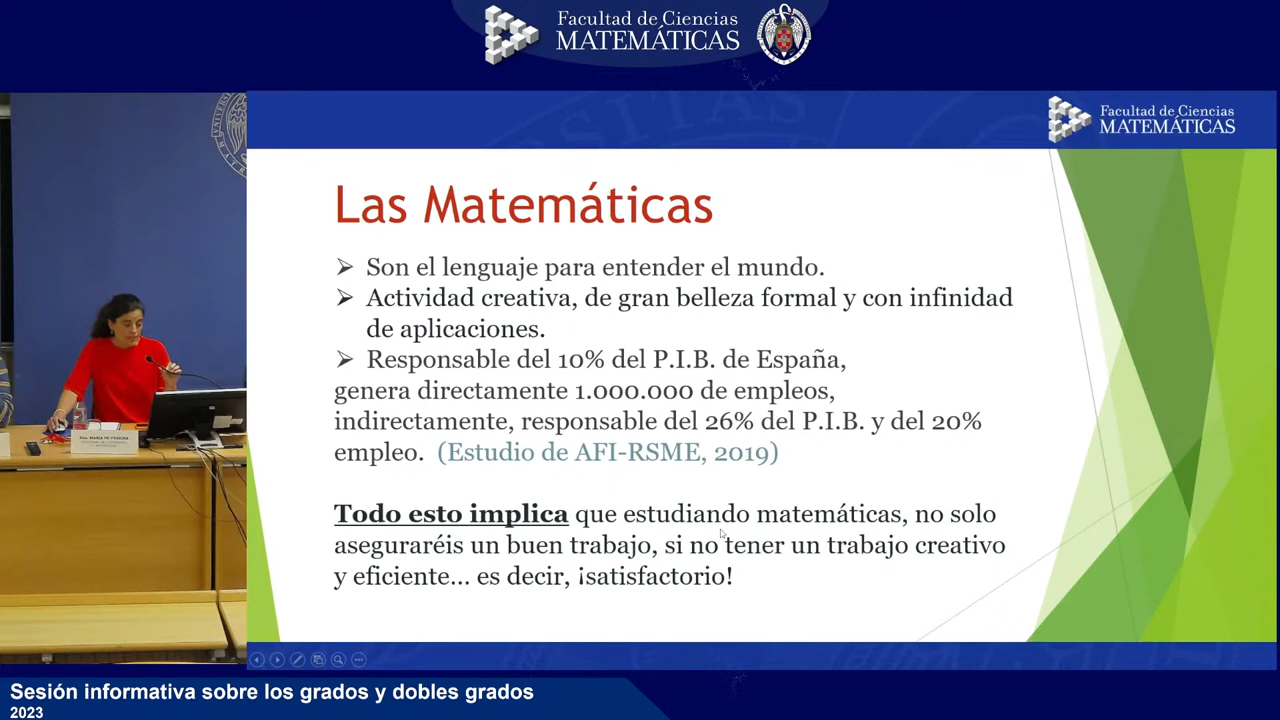 Facultad de Ciencias
MATEMÁTICAS
Facultad de Ciencias
MATEMÁTICAS
Las Matemáticas
➢ Son el lenguaje para entender el mundo.
➢ Actividad creativa, de gran belleza formal y con infinidad
de aplicaciones.
➢ Responsable del 10% del P.I.B. de España,
genera directamente 1.000.000 de empleos,
indirectamente, responsable del 26% del P.I.B. y del 20%
empleo. (Estudio de AFI-RSME, 2019)
Todo esto implica que estudiando matemáticas, no solo
aseguraréis un buen trabajo, si no tener un trabajo creativo
y eficiente... es decir, ¡satisfactorio!
Dra. MARÍA PE PEREIRA
Sesión informativa sobre los grados y dobles grados
2023